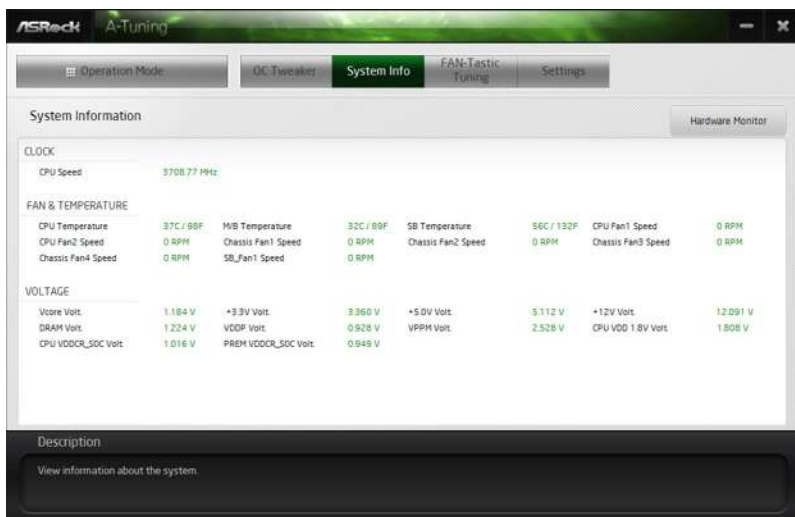 ASRock A-Tuning
Operation Mode OC Tweaker System Info FAN-Tastic Tuning Settings
System Information
Hardware Monitor
CLOCK
CPU Speed 3708.77 MHz
FAN & TEMPERATURE
CPU Temperature 37C / 98F M/B Temperature 32C / 89F SB Temperature 56C / 132F CPU Fan1 Speed 0 RPM
CPU Fan2 Speed 0 RPM Chassis Fan1 Speed 0 RPM Chassis Fan2 Speed 0 RPM Chassis Fan3 Speed 0 RPM
Chassis Fan4 Speed 0 RPM SB_Fan1 Speed 0 RPM
VOLTAGE
Vcore Volt. 1.184 V +3.3V Volt. 3.360 V +5.0V Volt. 5.112 V +12V Volt. 12.091 V
DRAM Volt. 1.224 V VDDP Volt. 0.928 V VPPM Volt. 2.528 V CPU VDD 1.8V Volt. 1.808 V
CPU VDDCR_SOC Volt. 1.016 V PREM VDDCR_SOC Volt. 0.949 V
Description
View information about the system.